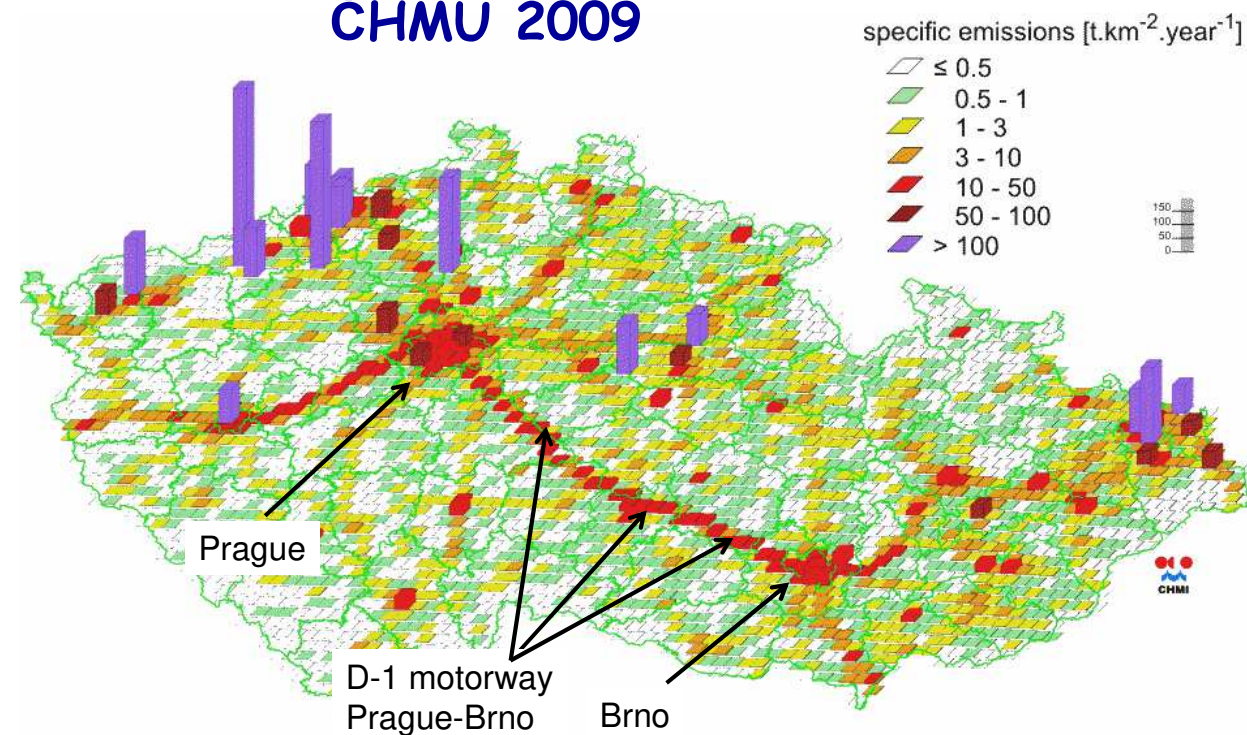 CHMU 2009
specific emissions [t.km-2.year-1]
≤ 0.5
0.5 - 1
1 - 3
3 - 10
10 - 50
50 - 100
> 100
150
100
50
0
Prague
CHMI
D-1 motorway
Prague-Brno
Brno